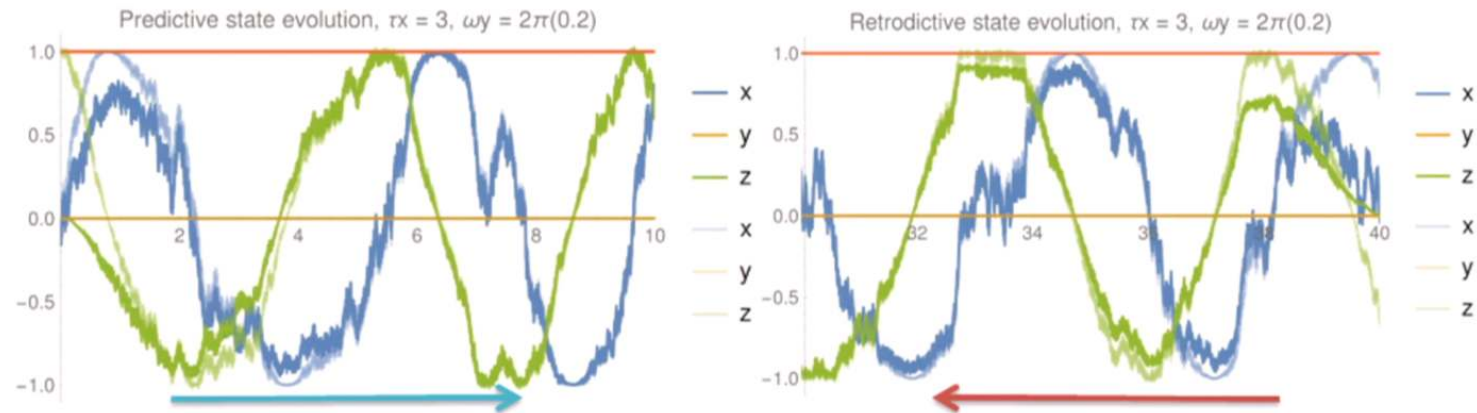 Predictive state evolution, τx = 3, ωy = 2π(0.2)
1.0
0.5
0.0
−0.5
−1.0
2
4
6
8
10
x
y
z
x
y
z
Retrodictive state evolution, τx = 3, ωy = 2π(0.2)
1.0
0.5
0.0
−0.5
−1.0
32
34
36
38
40
x
y
z
x
y
z